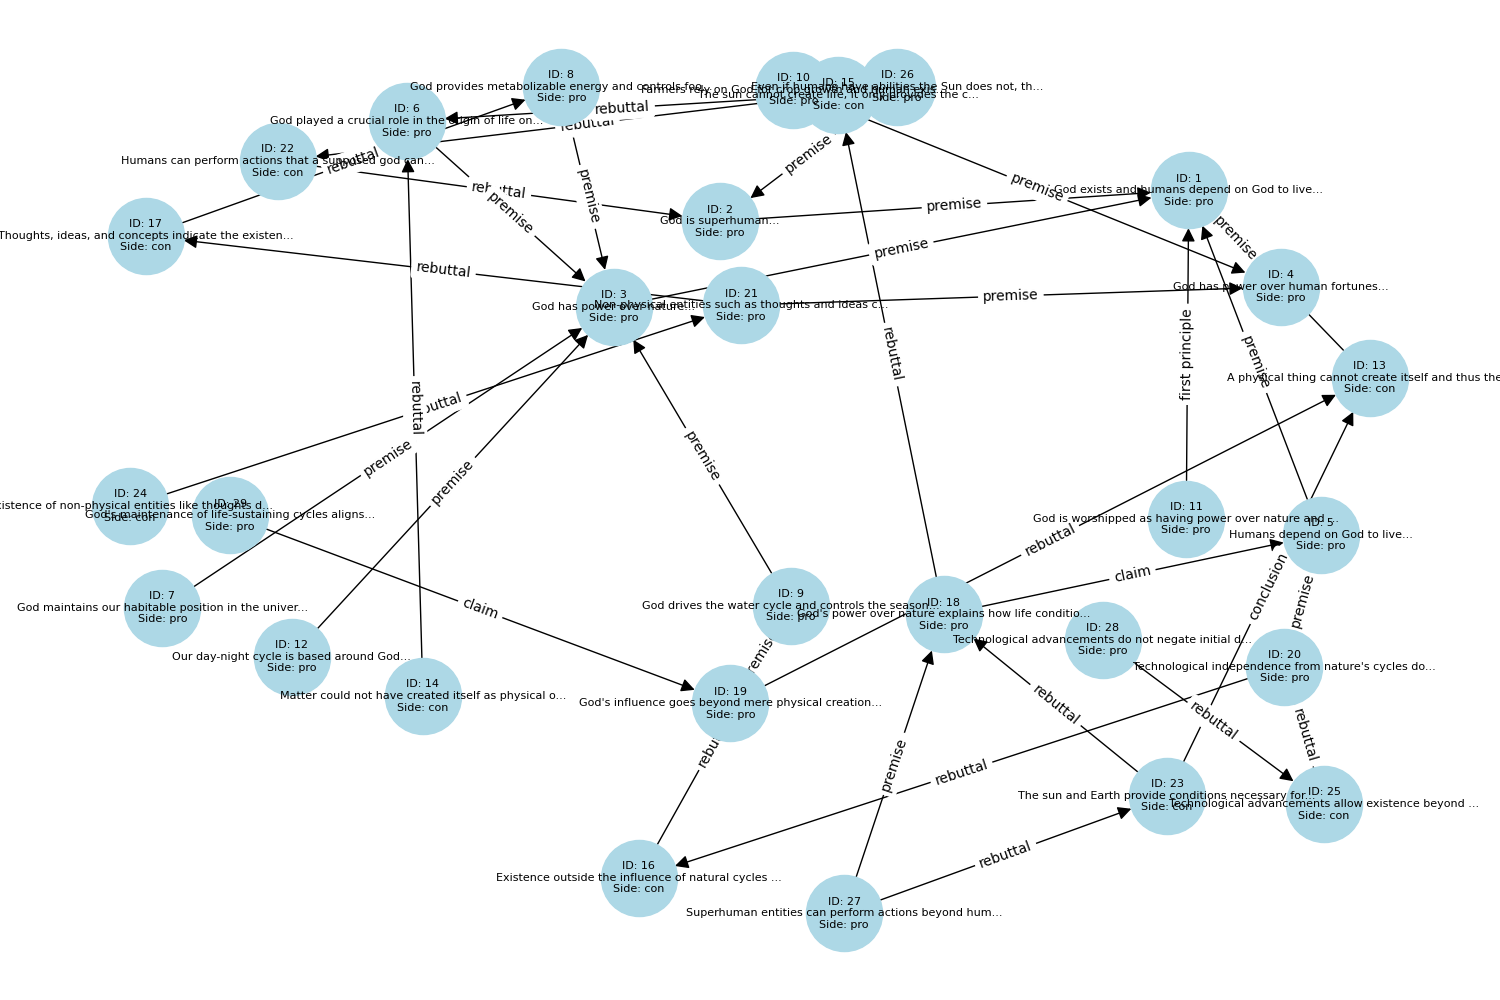 ID: 8
God provides metabolizable energy and controls fog...
Side: pro
ID: 10
Farmers rely on God for crop growth and human exis...
Side: pro
ID: 15
The sun cannot create life, it only provides the c...
Side: con
ID: 26
Even if humans have abilities the Sun does not, th...
Side: pro
ID: 6
God played a crucial role in the origin of life on...
Side: pro
rebuttal
rebuttal
ID: 22
Humans can perform actions that a supposed god can...
Side: con
rebuttal
premise
premise
rebuttal
premise
premise
ID: 1
God exists and humans depend on God to live...
Side: pro
ID: 17
Thoughts, ideas, and concepts indicate the existen...
Side: con
ID: 2
God is superhuman...
Side: pro
premise
premise
premise
rebuttal
ID: 3
God has power over nature...
Side: pro
ID: 21
Non-physical entities such as thoughts and ideas c...
Side: pro
premise
ID: 4
God has power over human fortunes...
Side: pro
rebuttal
first principle
premise
ID: 13
A physical thing cannot create itself and thus the
Side: con
rebuttal
rebuttal
premise
premise
premise
ID: 24
xistence of non-physical entities like thoughts d...
Side: con
ID: 29
God's maintenance of life-sustaining cycles aligns...
Side: pro
ID: 11
God is worshipped as having power over nature and ...
Side: pro
ID: 5
Humans depend on God to live...
Side: pro
rebuttal
claim
conclusion
premise
ID: 7
God maintains our habitable position in the univer...
Side: pro
claim
ID: 9
God drives the water cycle and controls the season...
Side: pro
ID: 18
God's power over nature explains how life conditio...
Side: pro
ID: 28
Technological advancements do not negate initial d...
Side: pro
ID: 12
Our day-night cycle is based around God...
Side: pro
premise
ID: 20
Technological independence from nature's cycles do...
Side: pro
ID: 14
Matter could not have created itself as physical o...
Side: con
ID: 19
God's influence goes beyond mere physical creation...
Side: pro
rebuttal
rebuttal
rebuttal
rebuttal
premise
rebuttal
ID: 23
The sun and Earth provide conditions necessary for...
Side: con
ID: 25
Technological advancements allow existence beyond ...
Side: con
rebuttal
ID: 16
Existence outside the influence of natural cycles ...
Side: con
ID: 27
Superhuman entities can perform actions beyond hum...
Side: pro